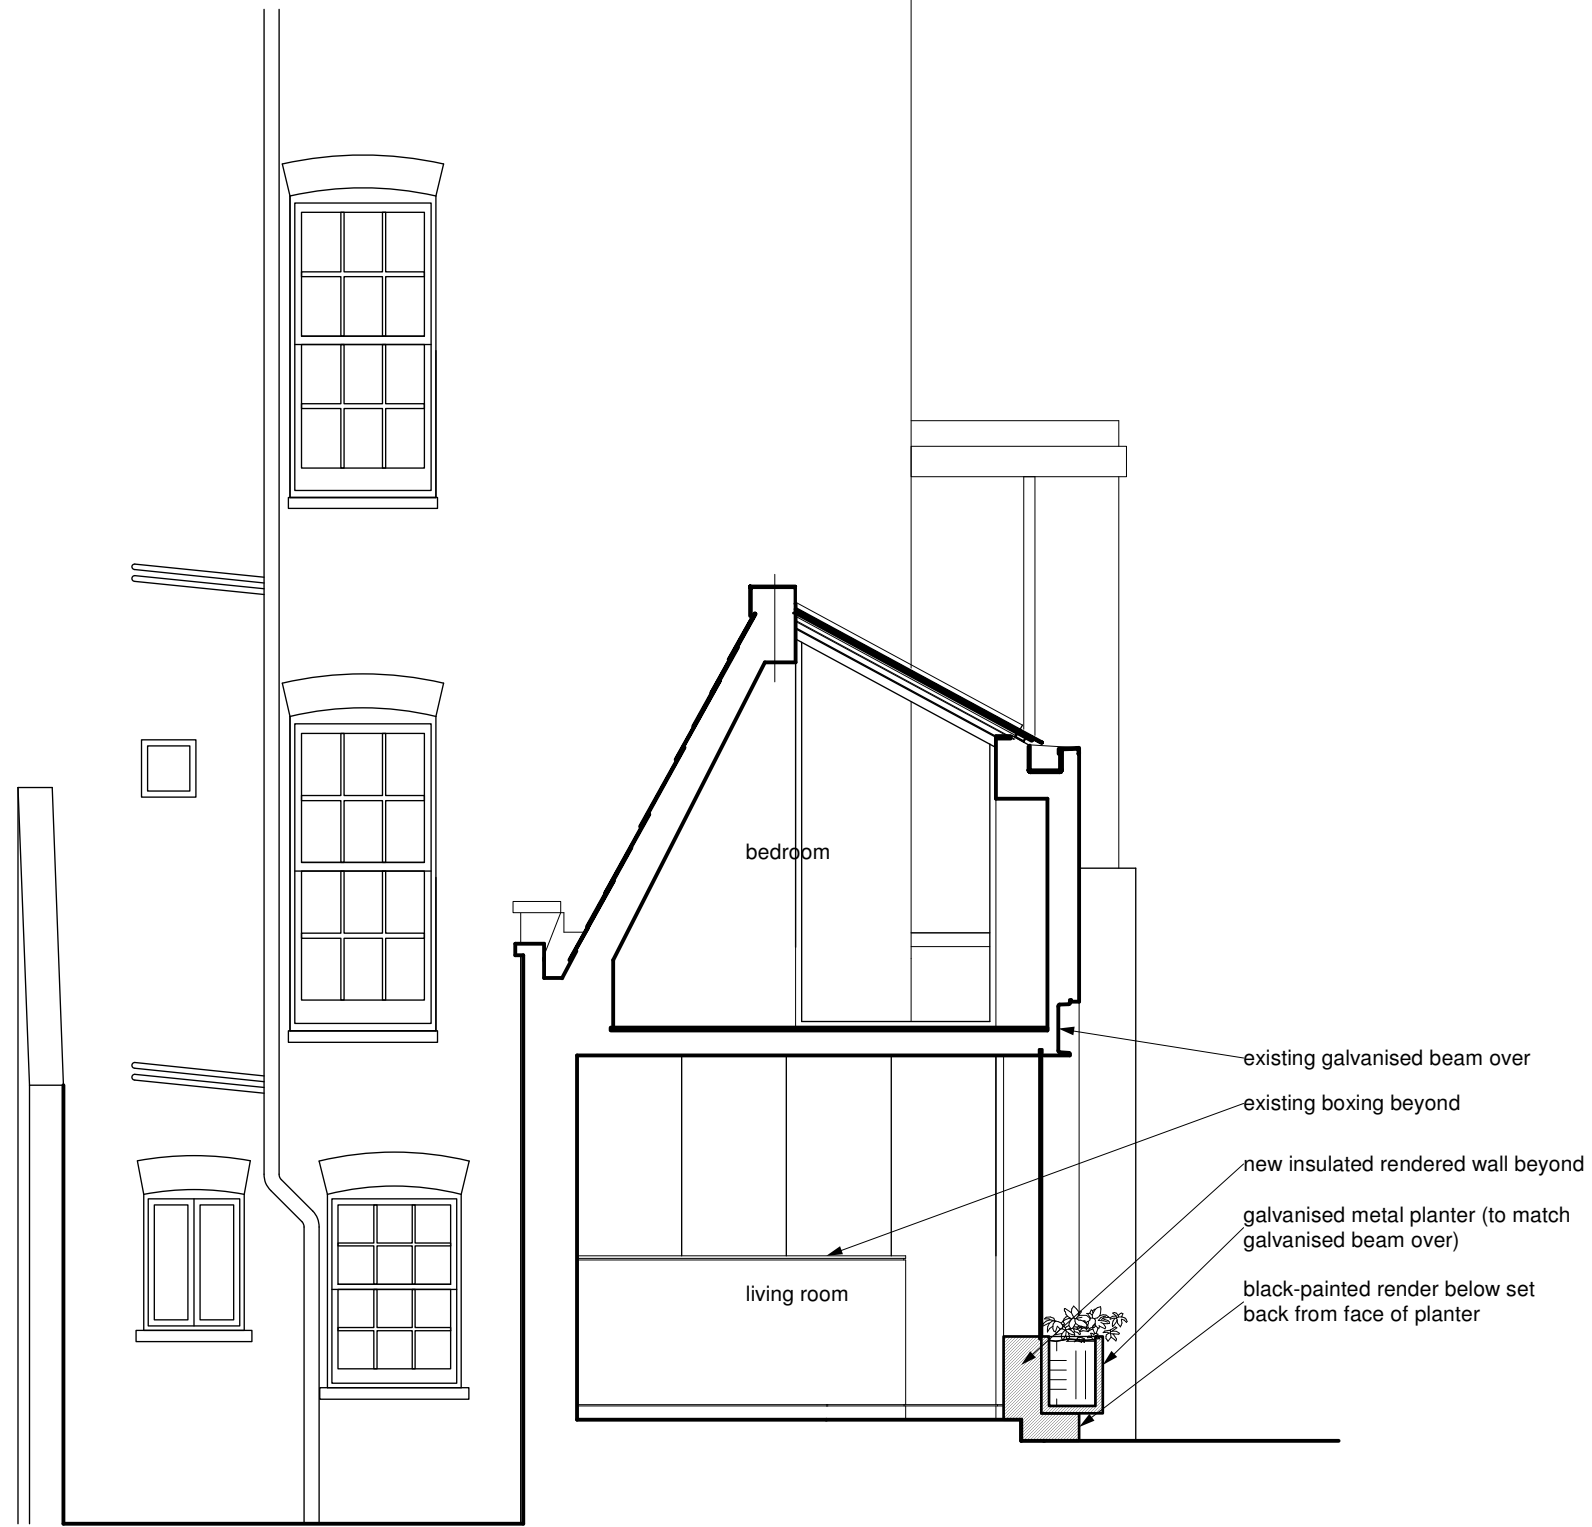 bedroom
existing galvanised beam over
existing boxing beyond
new insulated rendered wall beyond
galvanised metal planter (to match
galvanised beam over)
living room
black-painted render below set
back from face of planter